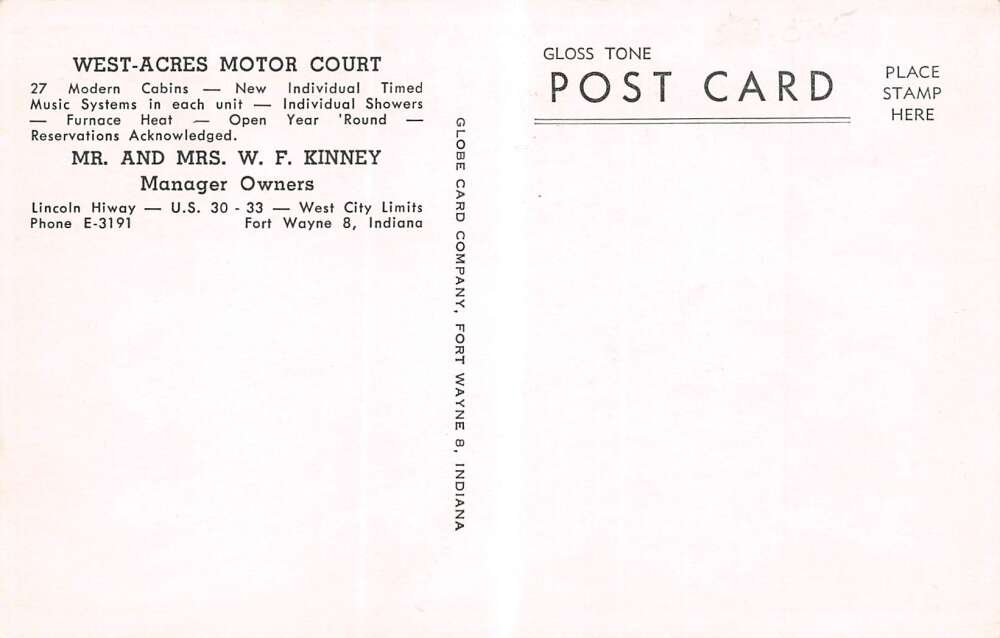 WEST-ACRES MOTOR COURT
27 Modern Cabins — New Individual Timed
Music Systems in each unit — Individual Showers
— Furnace Heat — Open Year 'Round —
Reservations Acknowledged.
MR. AND MRS. W. F. KINNEY
Manager Owners
Lincoln Hiway — U.S. 30 - 33 — West City Limits
Phone E-3191 Fort Wayne 8, Indiana
GLOBE CARD COMPANY, FORT WAYNE 8, INDIANA
GLOSS TONE
POST CARD
PLACE
STAMP
HERE